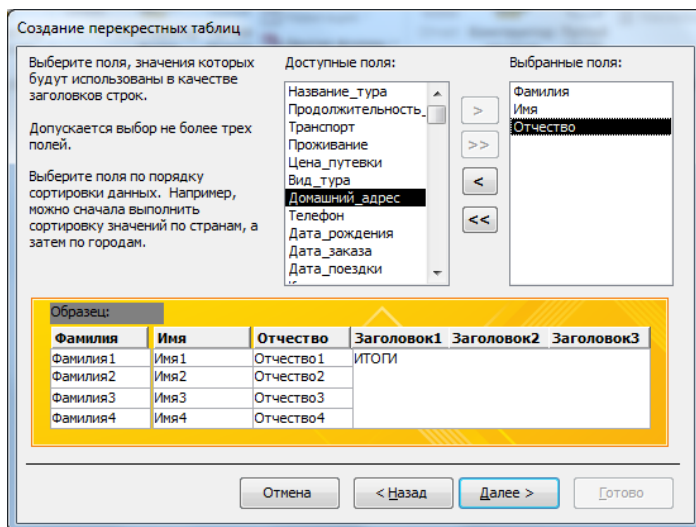 Создание перекрестных таблиц
Выберите поля, значения которых
будут использованы в качестве
заголовков строк.
Допускается выбор не более трех
полей.
Выберите поля по порядку
сортировки данных. Например,
можно сначала выполнить
сортировку значений по странам, а
затем по городам.
Доступные поля:
Название_тура
Продолжительность_
Транспорт
Проживание
Цена_путевки
Вид_тура
Домашний_адрес
Телефон
Дата_рождения
Дата_заказа
Дата_поездки
>
>>
<
<<
Выбранные поля:
Фамилия
Имя
Отчество
Образец:
Фамилия Имя Отчество Заголовок1 Заголовок2 Заголовок3
Фамилия1 Имя1 Отчество1 ИТОГИ
Фамилия2 Имя2 Отчество2
Фамилия3 Имя3 Отчество3
Фамилия4 Имя4 Отчество4
Отмена < Назад Далее > Готово